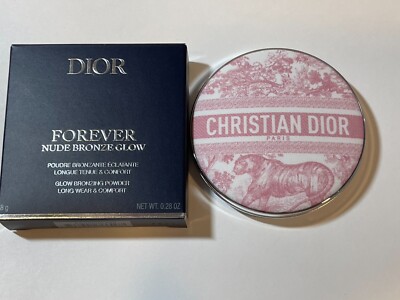 DIOR
FOREVER
NUDE BRONZE GLOW
POUDRE BRONZANTE ÉCLATANTE
LONGUE TENUE & CONFORT
GLOW BRONZING POWDER
LONG WEAR & COMFORT
8g NET WT. 0.28 OZ
CHRISTIAN DIOR
PARIS